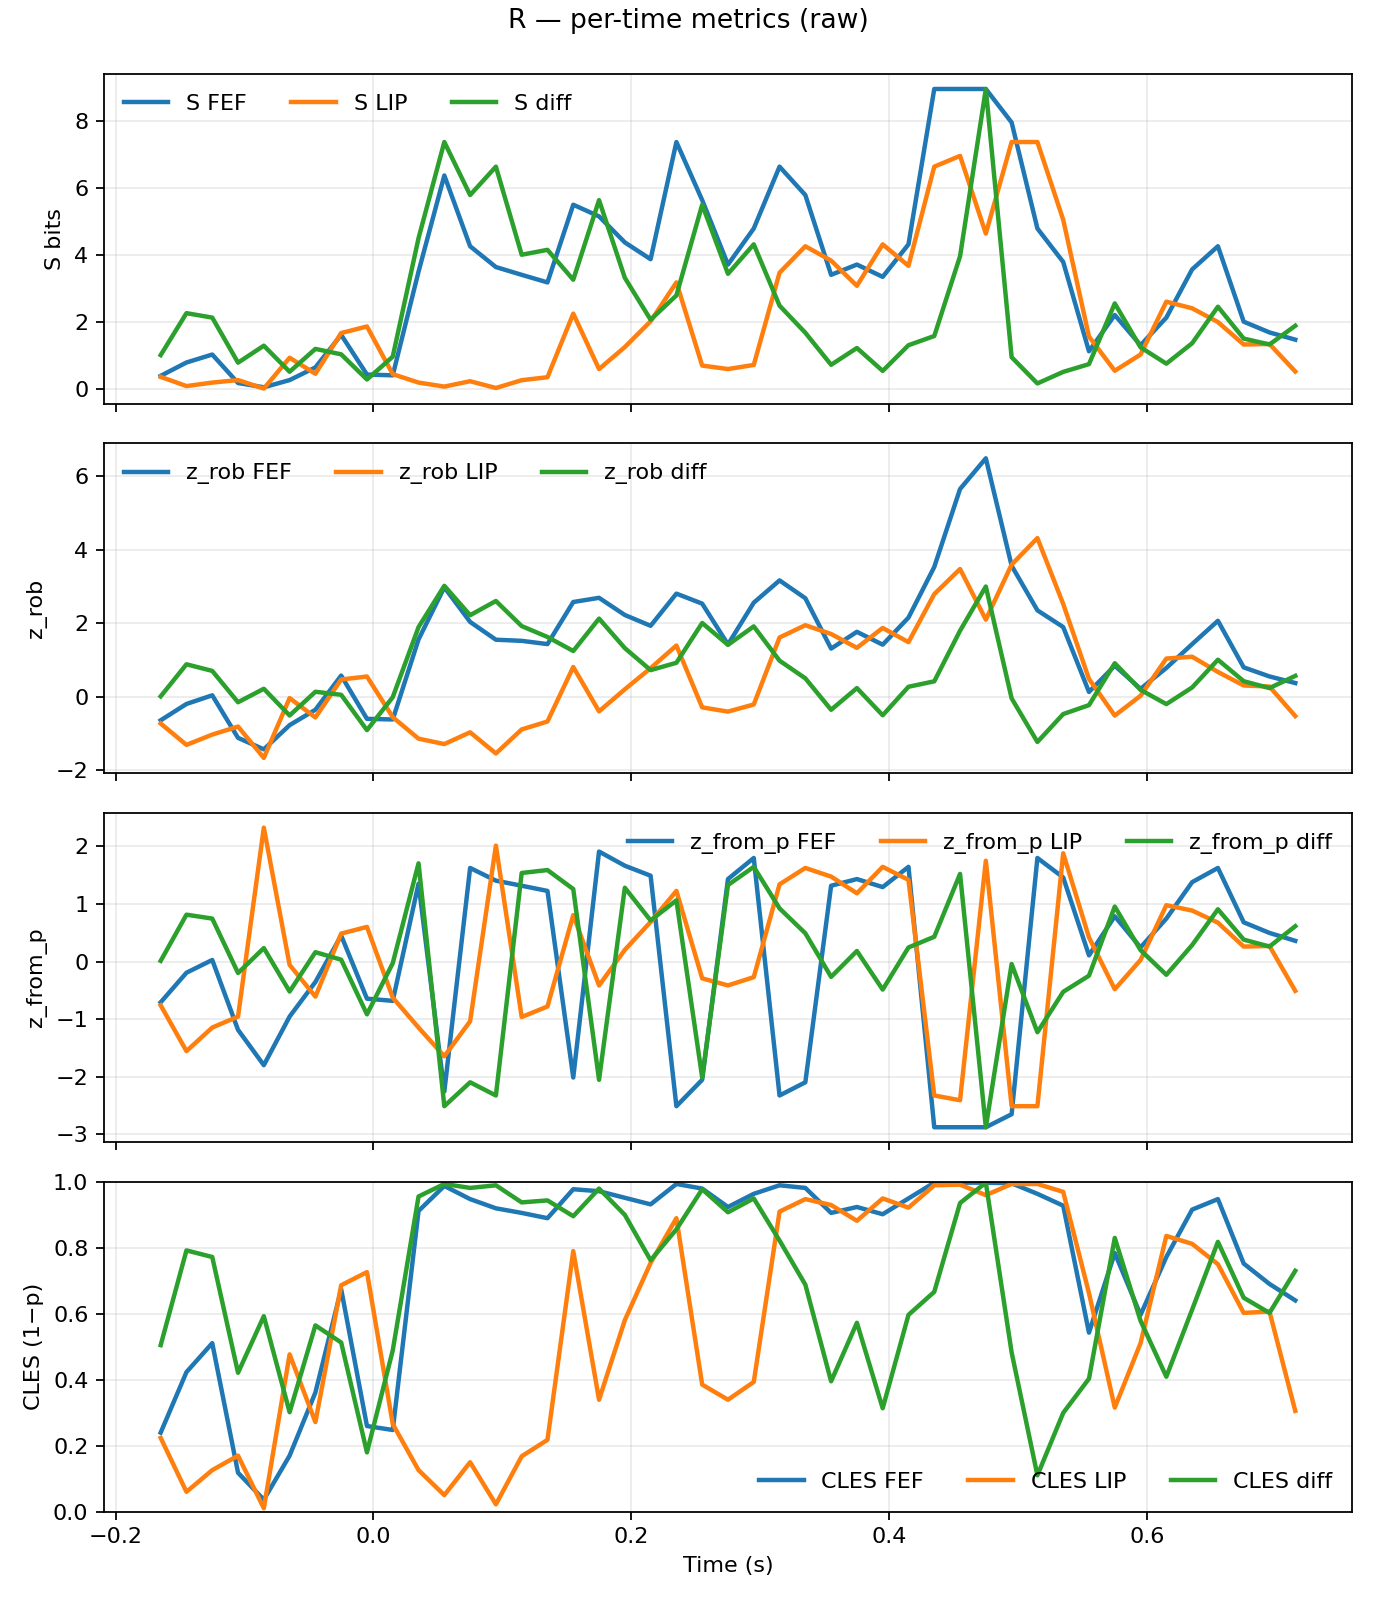 R — per-time metrics (raw)
S FEF S LIP S diff
8
6
4
2
0
S bits
z_rob FEF z_rob LIP z_rob diff
6
4
2
0
−2
z_rob
z_from_p FEF z_from_p LIP z_from_p diff
2
1
0
−1
−2
−3
z_from_p
1.0
0.8
0.6
0.4
0.2
0.0
CLES (1−p)
CLES FEF CLES LIP CLES diff
−0.2 0.0 0.2 0.4 0.6
Time (s)